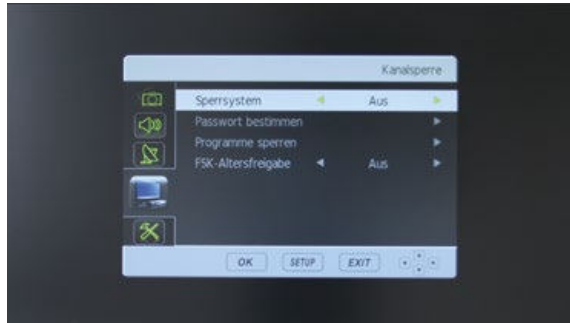 Kanalsperre
Sperrsystem Aus
Passwort bestimmen
Programme sperren
FSK-Altersfreigabe Aus
OK SETUP EXIT